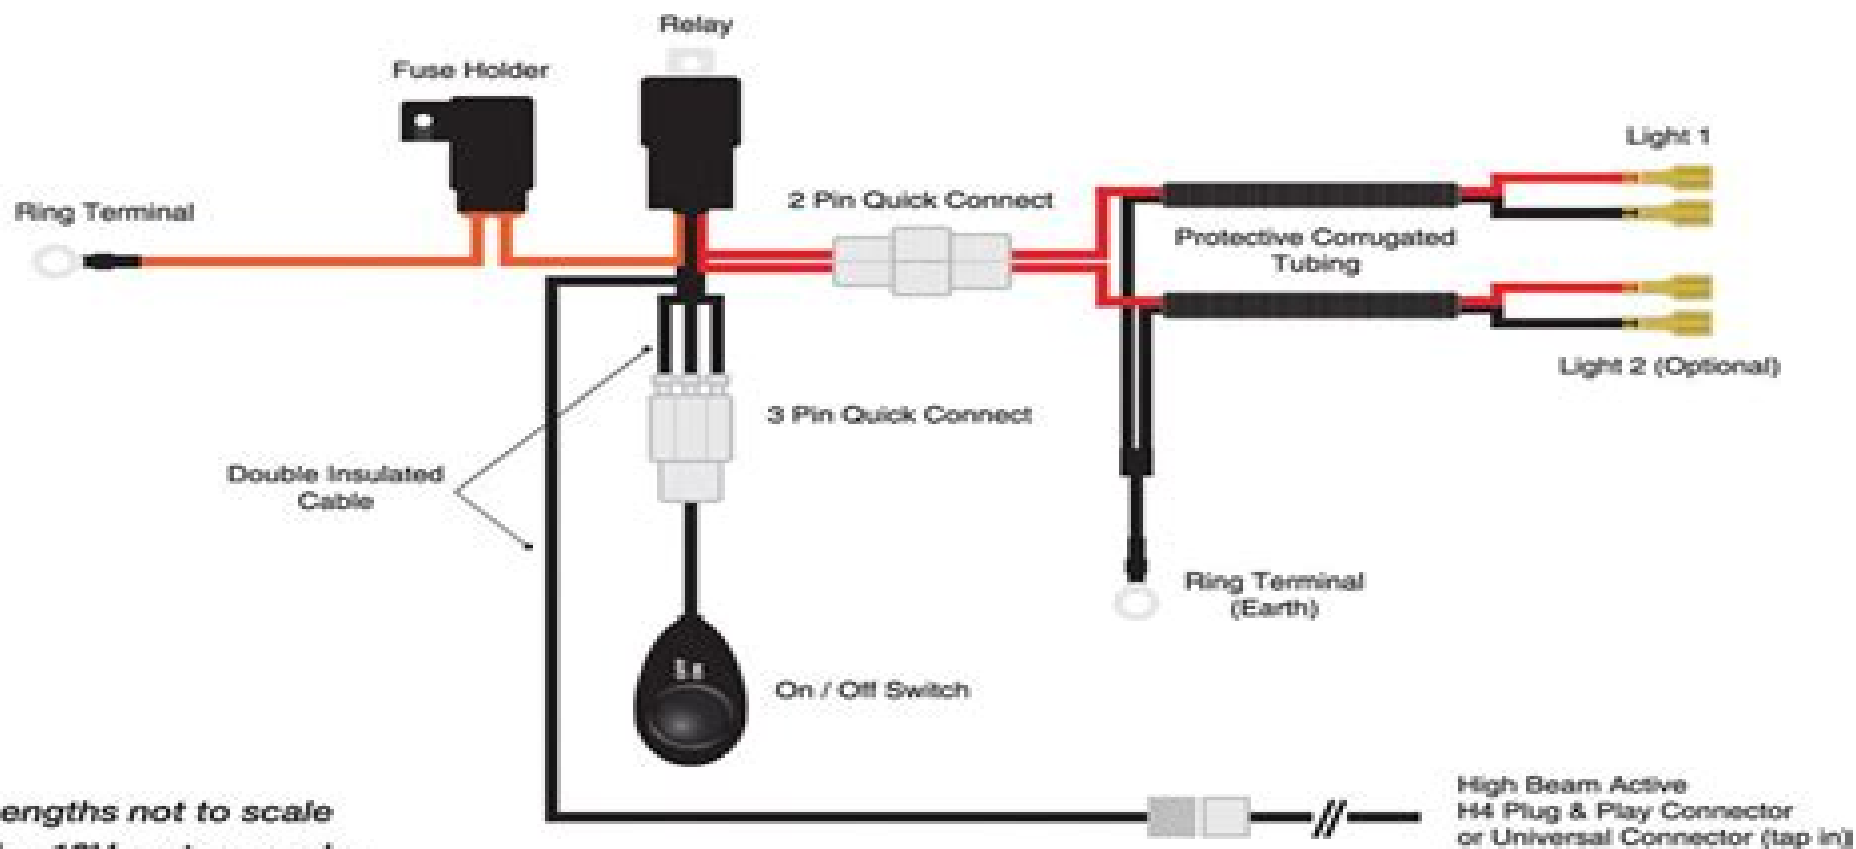 Relay
Fuse Holder
Light 1
2 Pin Quick Connect
Ring Terminal
Protective Corrugated
Tubing
Light 2 (Optional)
3 Pin Quick Connect
Double Insulated
Cable
Ring Terminal
(Earth)
On / Off Switch
High Beam Active
H4 Plug & Play Connector
or Universal Connector (tap in)
engths not to scale